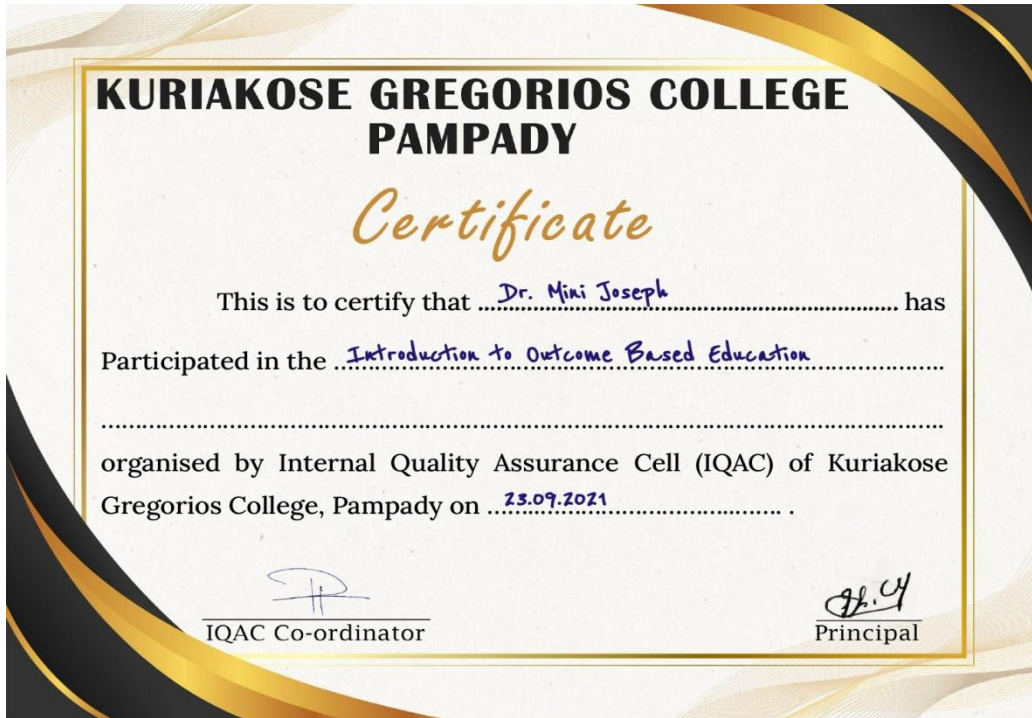 KURIAKOSE GREGORIOS COLLEGE
PAMPADY
Certificate
This is to certify that ...Dr. Mini Joseph... has
Participated in the ...Introduction to Outcome Based Education...
organised by Internal Quality Assurance Cell (IQAC) of Kuriakose
Gregorios College, Pampady on ...23.09.2021... .
IQAC Co-ordinator
Principal